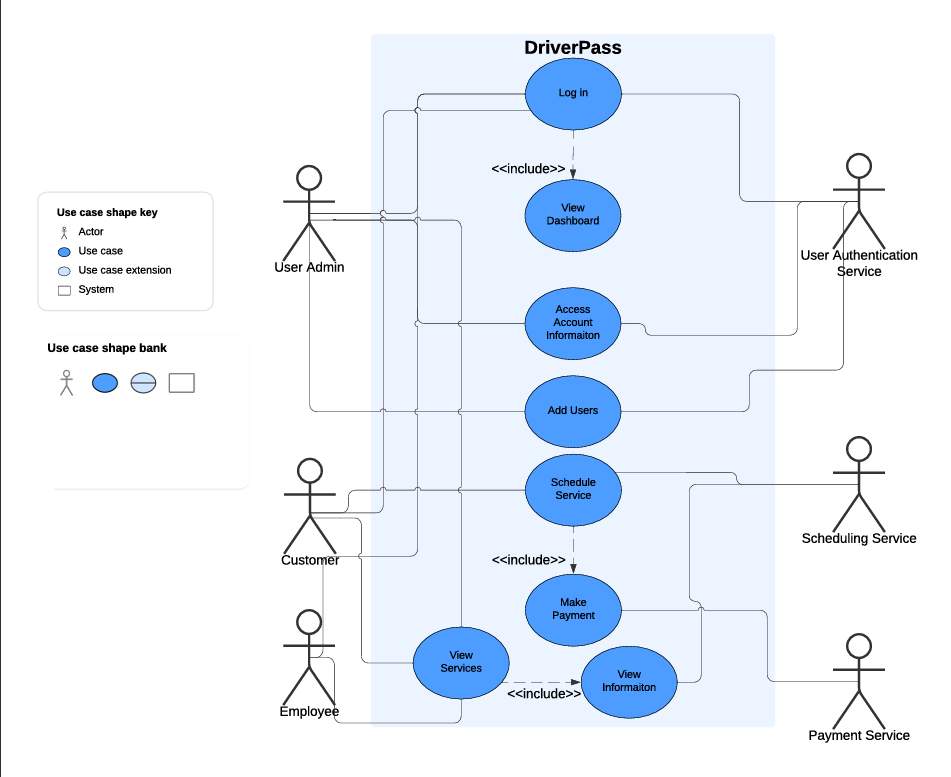 DriverPass
Log in
<<include>>
View
Dashboard
User Admin
User Authentication
Service
Use case shape key
Actor
Use case
Use case extension
System
Use case shape bank
Access
Account
Informaiton
Add Users
Schedule
Service
Customer
Scheduling Service
<<include>>
Make
Payment
View
Services
View
Informaiton
<<include>>
Employee
Payment Service